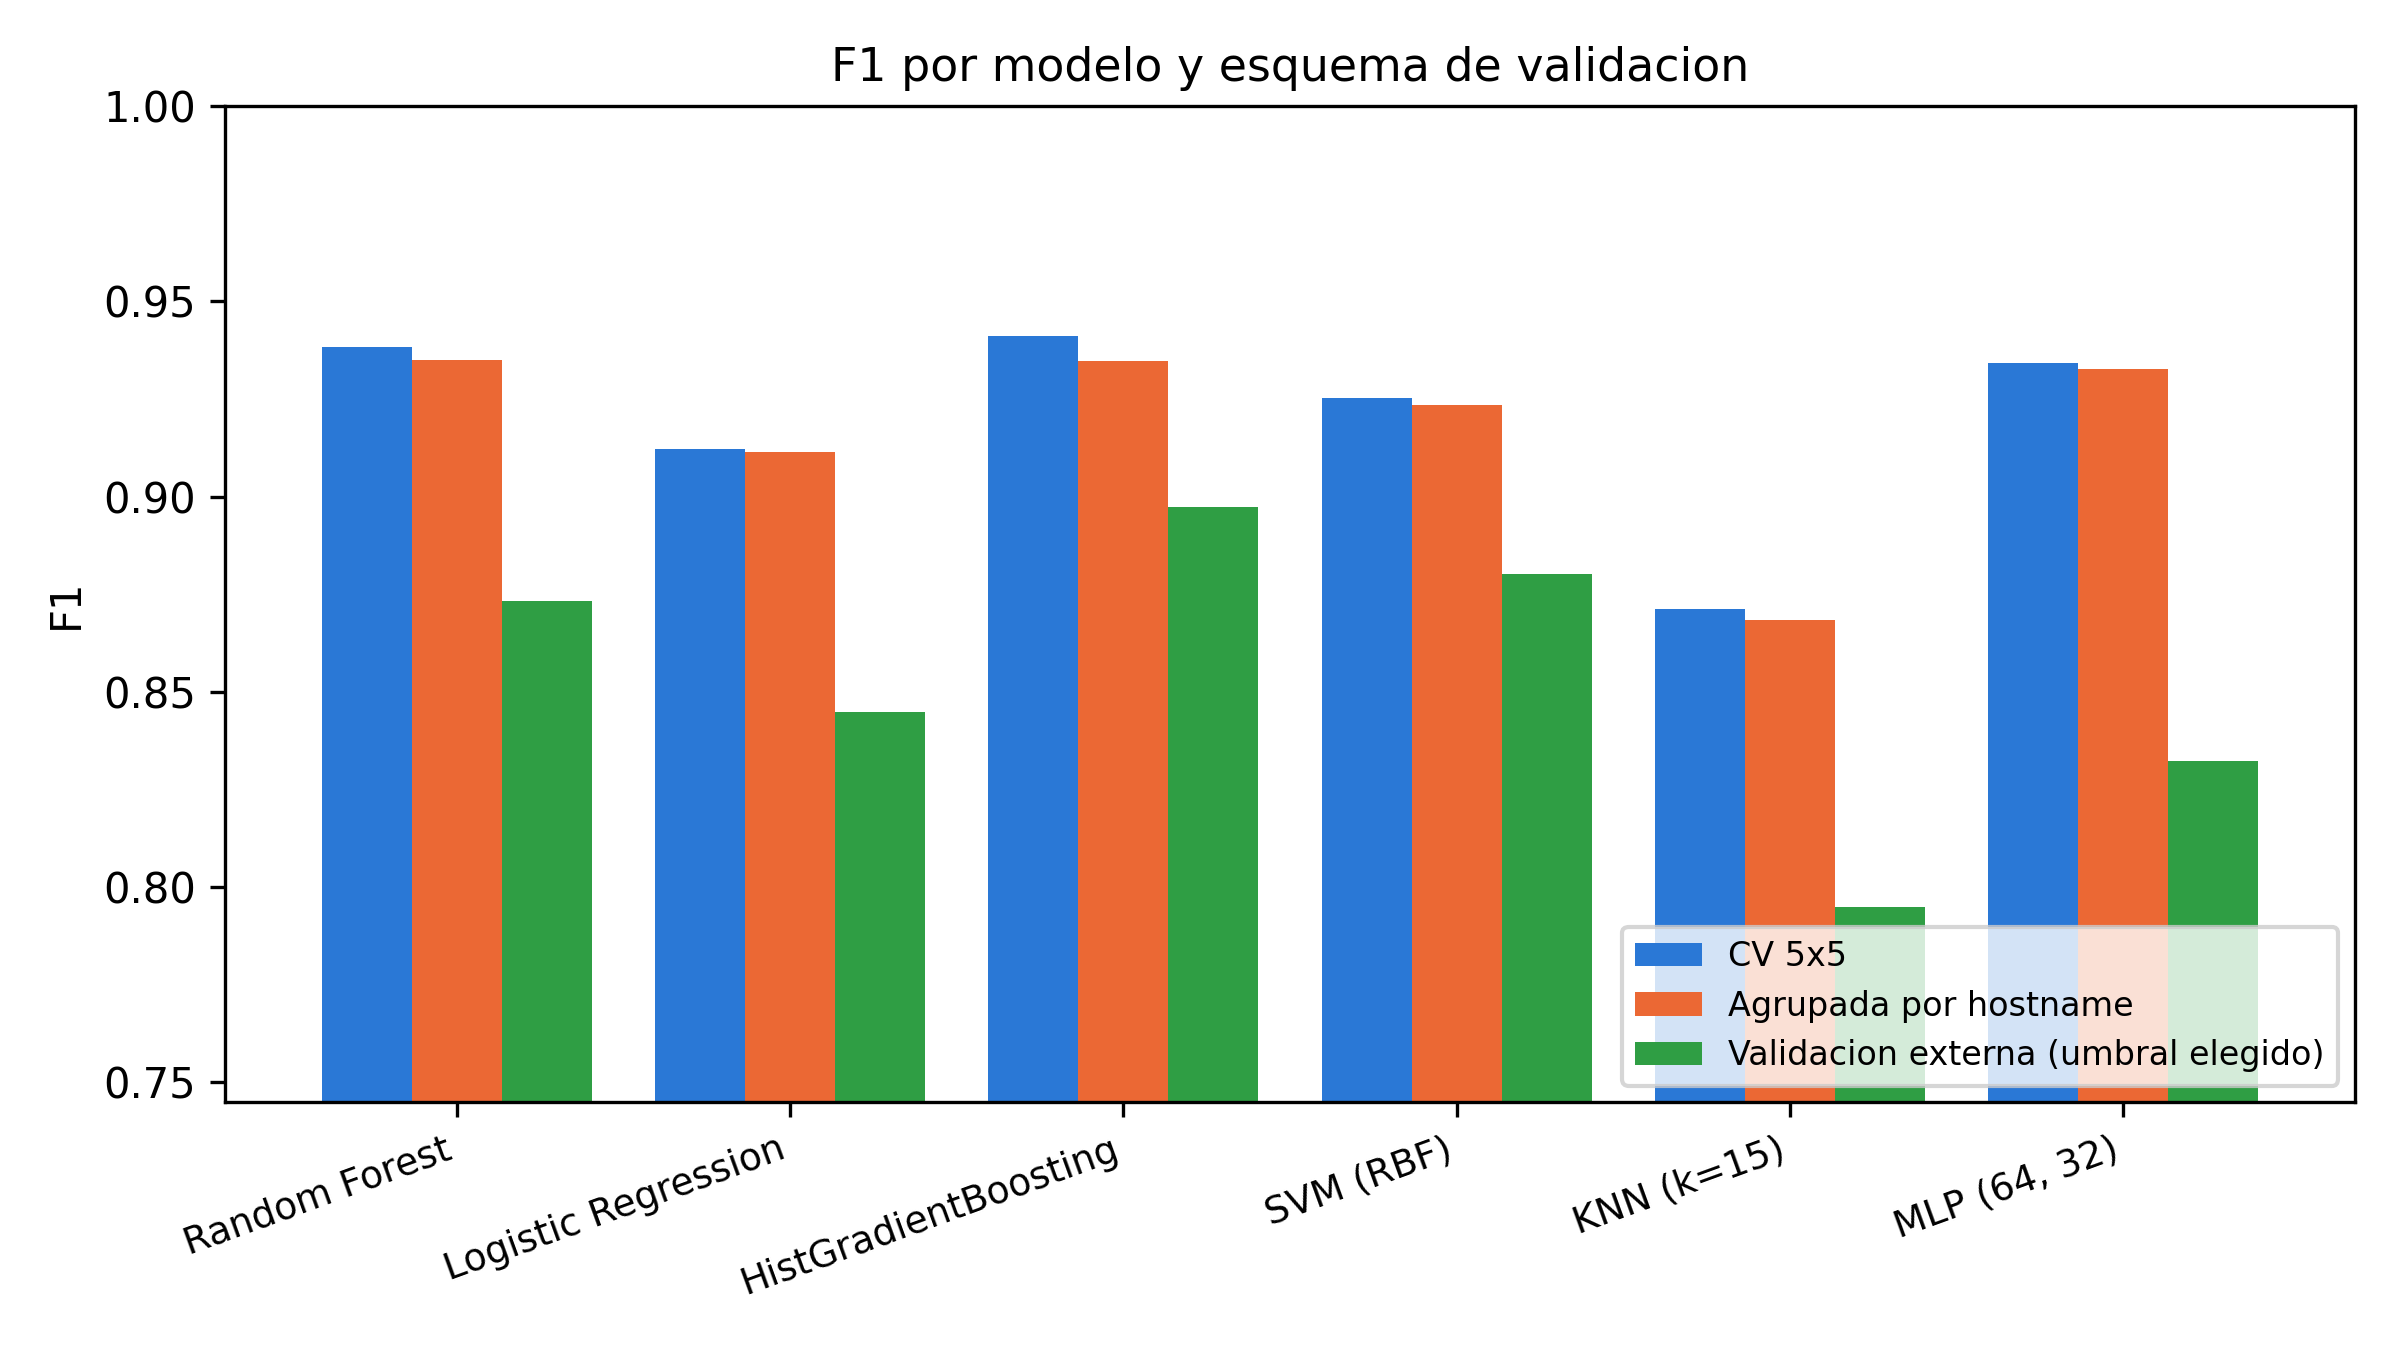 F1 por modelo y esquema de validacion
1.00
0.95
0.90
0.85
0.80
0.75
F1
CV 5x5
Agrupada por hostname
Validacion externa (umbral elegido)
Random Forest
Logistic Regression
HistGradientBoosting
SVM (RBF)
KNN (k=15)
MLP (64, 32)